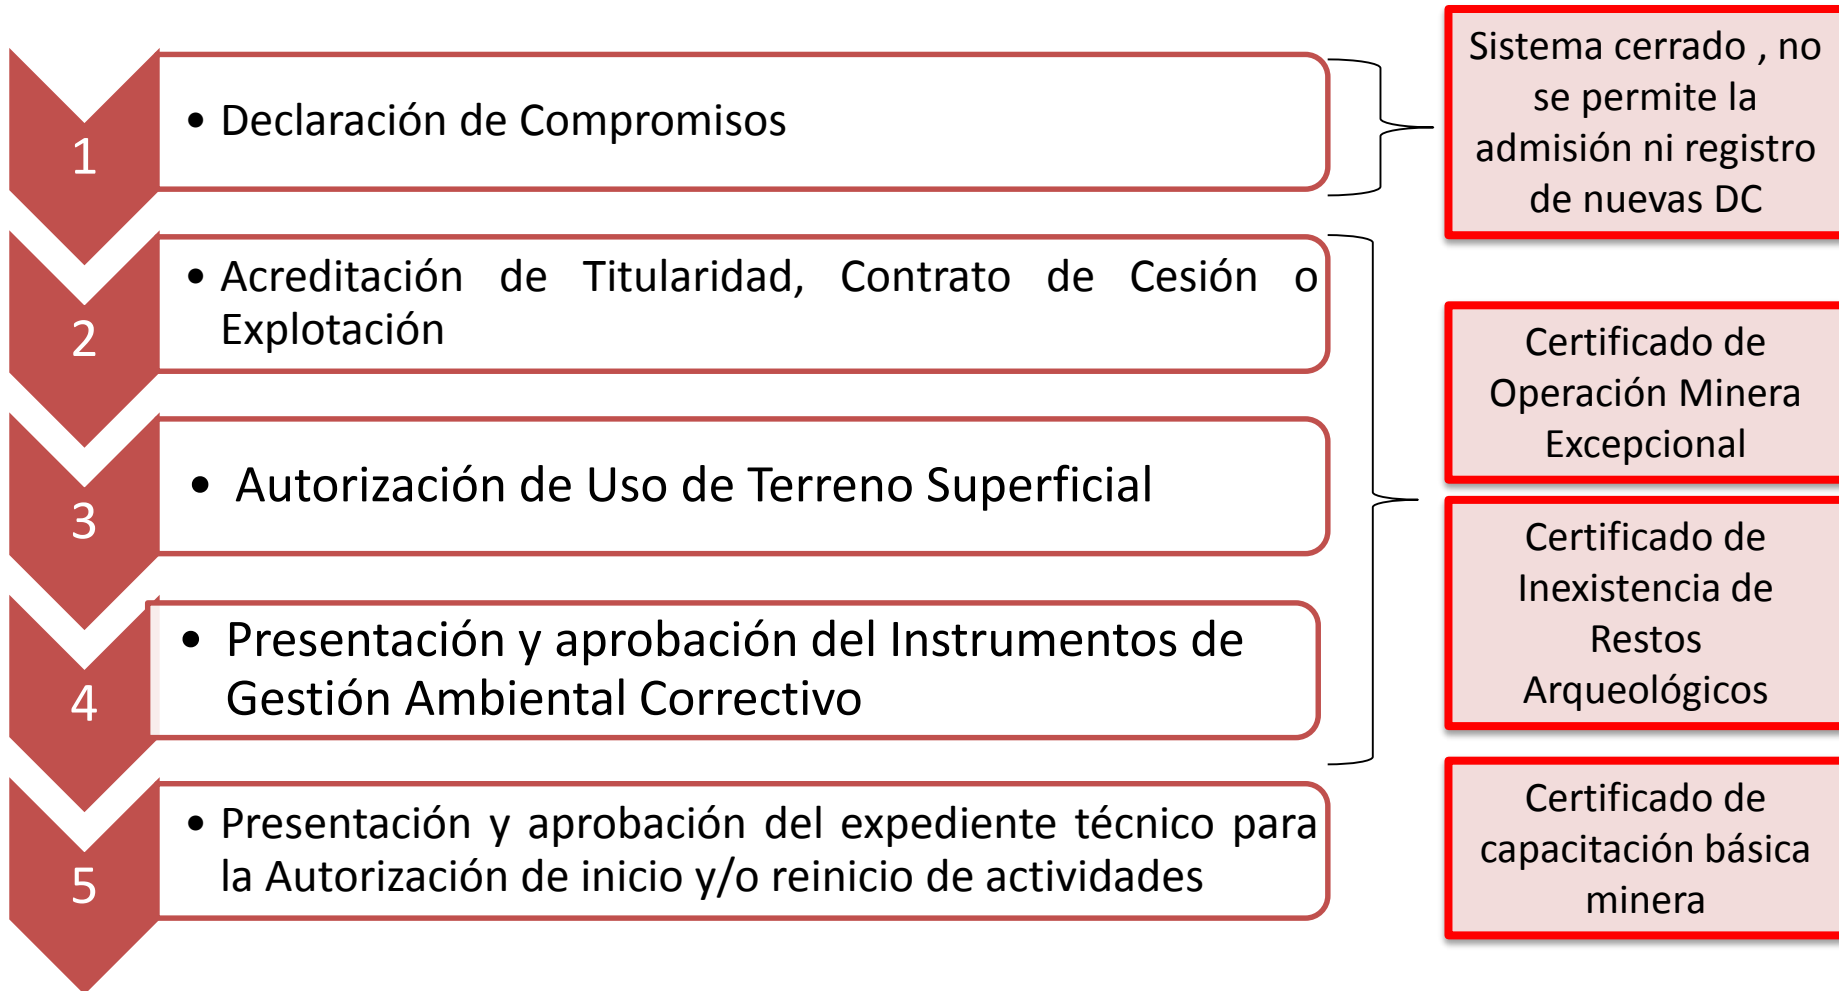 1
• Declaración de Compromisos
Sistema cerrado , no
se permite la
admisión ni registro
de nuevas DC
2
• Acreditación de Titularidad, Contrato de Cesión o
Explotación
3
• Autorización de Uso de Terreno Superficial
4
• Presentación y aprobación del Instrumentos de
Gestión Ambiental Correctivo
Certificado de
Operación Minera
Excepcional
Certificado de
Inexistencia de
Restos
Arqueológicos
5
• Presentación y aprobación del expediente técnico para
la Autorización de inicio y/o reinicio de actividades
Certificado de
capacitación básica
minera